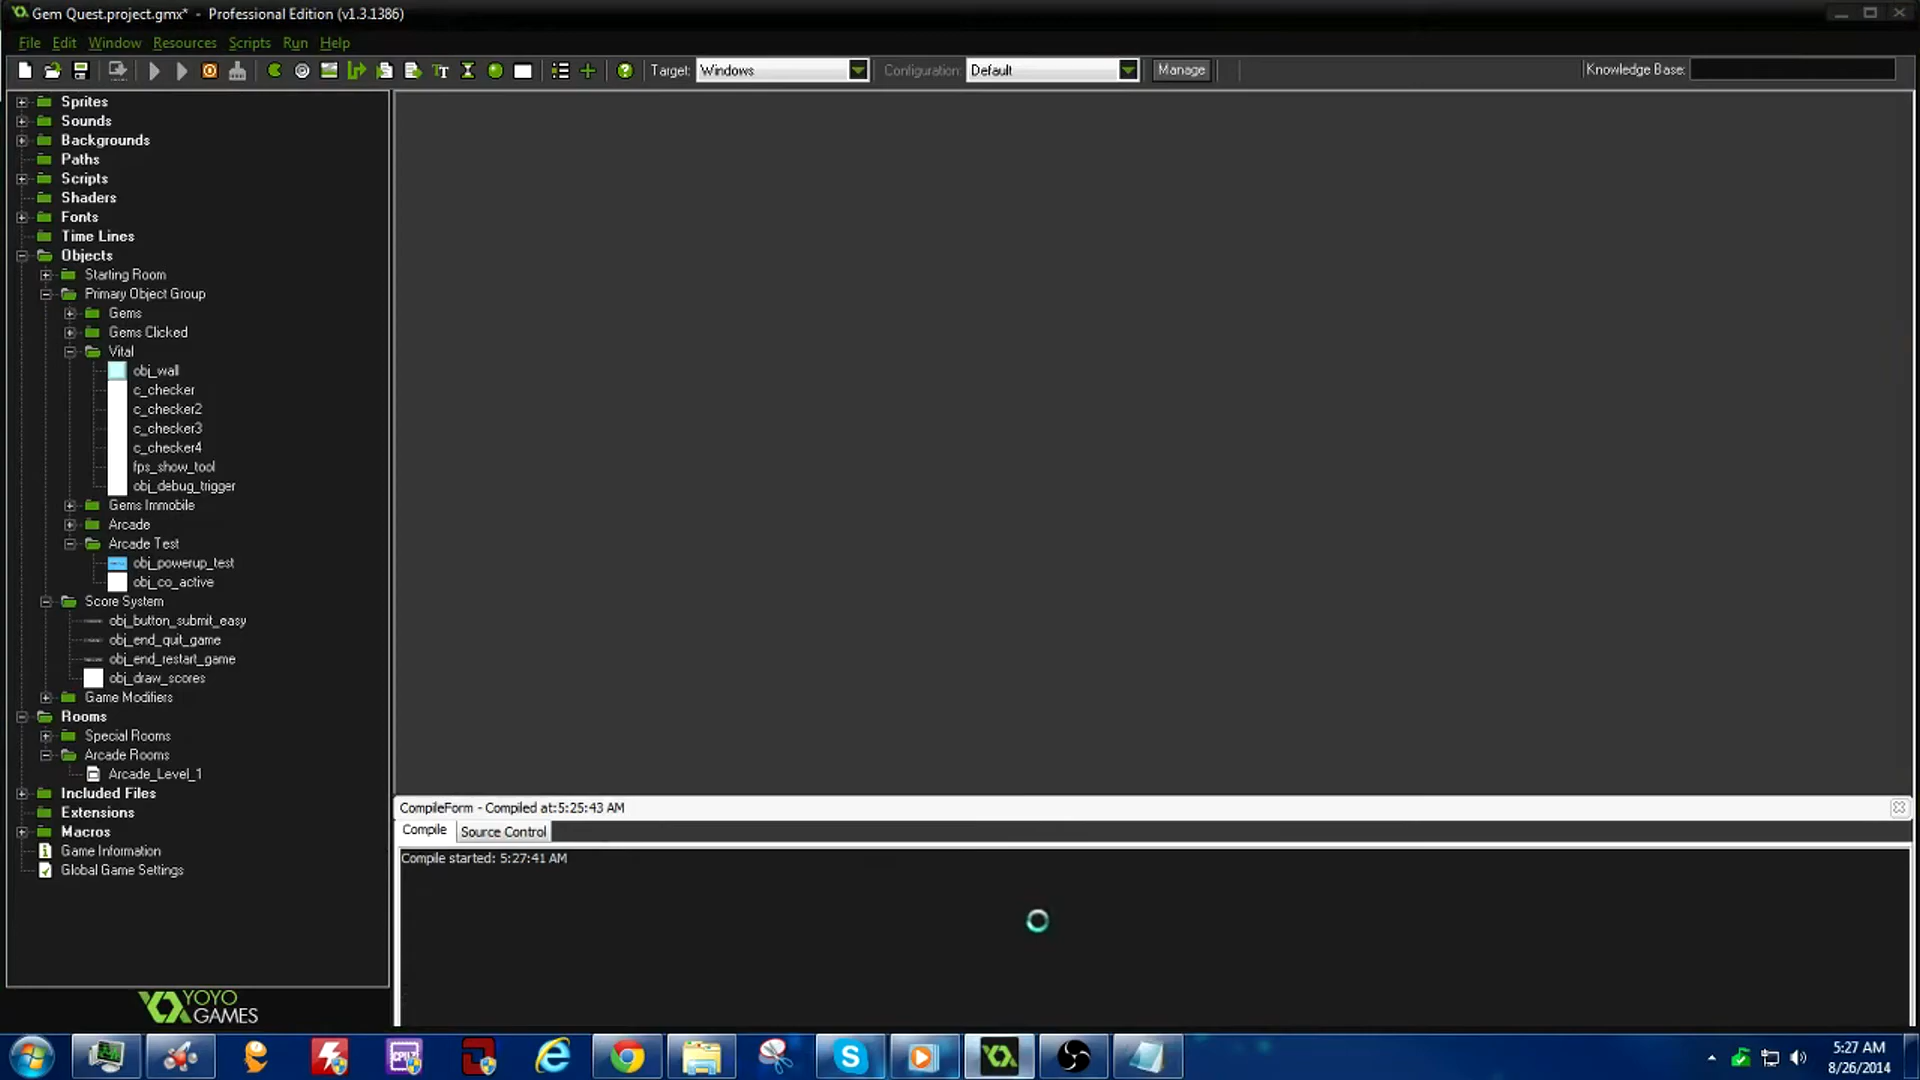 Gem Quest.project.gmx* - Professional Edition (v1.3.1386)
File Edit Window Resources Scripts Run Help
Target: Windows Configuration: Default Manage Knowledge Base:
Sprites
Sounds
Backgrounds
Paths
Scripts
Shaders
Fonts
Time Lines
Objects
Starting Room
Primary Object Group
Gems
Gems Clicked
Vital
obj_wall
c_checker
c_checker2
c_checker3
c_checker4
fps_show_tool
obj_debug_trigger
Gems Immobile
Arcade
Arcade Test
obj_powerup_test
obj_co_active
Score System
obj_button_submit_easy
obj_end_quit_game
obj_end_restart_game
obj_draw_scores
Game Modifiers
Rooms
Special Rooms
Arcade Rooms
Arcade_Level_1
Included Files
Extensions
Macros
Game Information
Global Game Settings
CompileForm - Compiled at:5:25:43 AM
Compile Source Control
Compile started: 5:27:41 AM
YOYO
GAMES
5:27 AM
8/26/2014